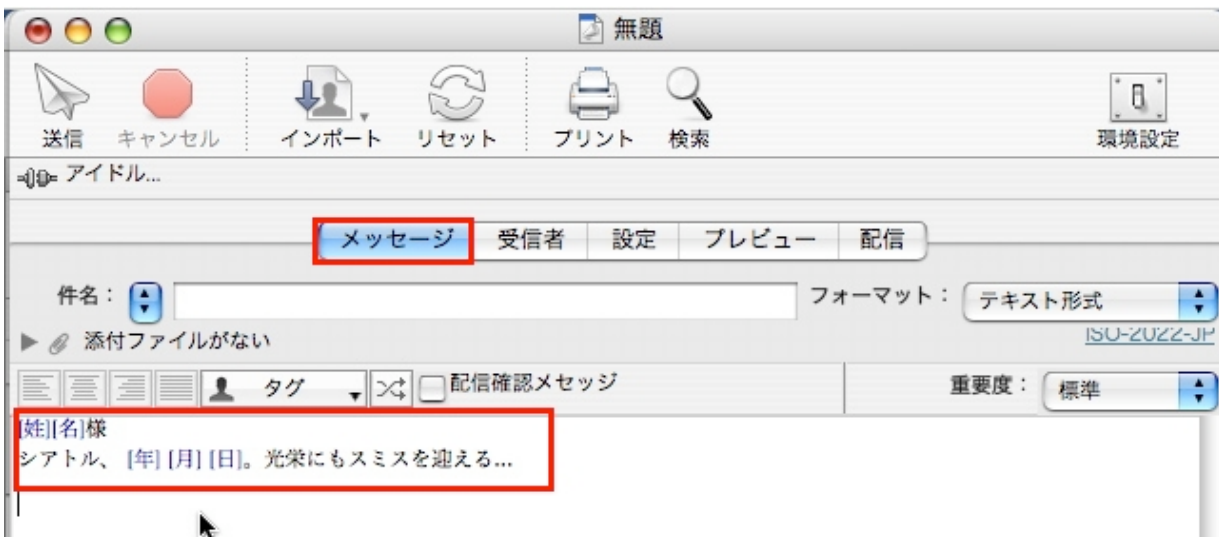 無題
送信 キャンセル インポート リセット プリント 検索 環境設定
アイドル...
メッセージ 受信者 設定 プレビュー 配信
件名： フォーマット： テキスト形式
添付ファイルがない ISO-2022-JP
タグ 配信確認メセッジ 重要度： 標準
[姓][名]様
シアトル、 [年] [月] [日]。光栄にもスミスを迎える...